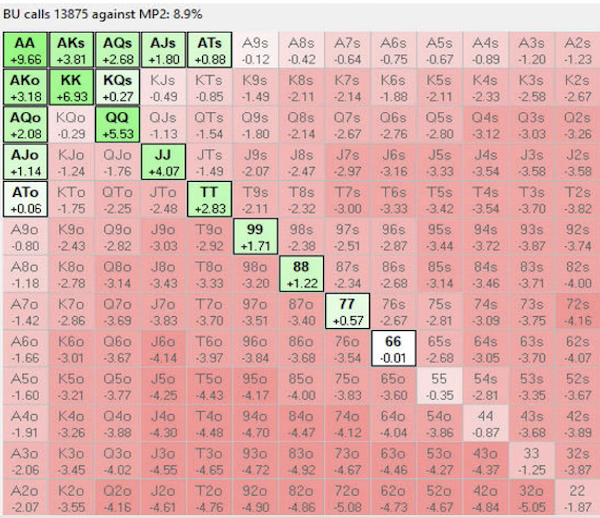 BU calls 13875 against MP2: 8.9%
AA AKs AQs AJs ATs A9s A8s A7s A6s A5s A4s A3s A2s
+9.66 +3.81 +2.68 +1.80 +0.88 -0.12 -0.42 -0.64 -0.75 -0.67 -0.89 -1.20 -1.23
AKo KK KQs KJs KTs K9s K8s K7s K6s K5s K4s K3s K2s
+3.18 +6.93 +0.27 -0.49 -0.85 -1.49 -2.11 -2.14 -1.88 -2.11 -2.33 -2.58 -2.67
AQo KQo QQ QJs QTs Q9s Q8s Q7s Q6s Q5s Q4s Q3s Q2s
+2.08 -0.29 +5.53 -1.13 -1.54 -1.80 -2.14 -2.67 -2.76 -2.80 -3.12 -3.03 -3.26
AJo KJo QJo JJ JTs J9s J8s J7s J6s J5s J4s J3s J2s
+1.14 -1.24 -1.76 +4.07 -1.49 -2.07 -2.47 -2.97 -3.16 -3.33 -3.54 -3.58 -3.58
ATo KTo QTo JTo TT T9s T8s T7s T6s T5s T4s T3s T2s
+0.06 -1.75 -2.25 -2.48 +2.83 -2.11 -2.32 -3.00 -3.33 -3.42 -3.54 -3.70 -3.82
A9o K9o Q9o J9o T9o 99 98s 97s 96s 95s 94s 93s 92s
-0.80 -2.43 -2.82 -3.03 -2.92 +1.71 -2.38 -2.51 -2.87 -3.44 -3.72 -3.87 -3.74
A8o K8o Q8o J8o T8o 98o 88 87s 86s 85s 84s 83s 82s
-1.18 -2.78 -3.14 -3.43 -3.33 -3.20 +1.22 -2.34 -2.68 -3.14 -3.46 -3.71 -4.00
A7o K7o Q7o J7o T7o 97o 87o 77 76s 75s 74s 73s 72s
-1.42 -2.86 -3.69 -3.83 -3.70 -3.51 -3.40 +0.57 -2.67 -2.81 -3.09 -3.75 -4.16
A6o K6o Q6o J6o T6o 96o 86o 76o 66 65s 64s 63s 62s
-1.66 -3.01 -3.67 -4.14 -3.97 -3.84 -3.68 -3.54 -0.01 -2.68 -3.05 -3.70 -4.07
A5o K5o Q5o J5o T5o 95o 85o 75o 65o 55 54s 53s 52s
-1.60 -3.21 -3.77 -4.25 -4.43 -4.17 -4.00 -3.83 -3.60 -0.35 -2.81 -3.35 -3.67
A4o K4o Q4o J4o T4o 94o 84o 74o 64o 54o 44 43s 42s
-1.91 -3.26 -3.88 -4.30 -4.48 -4.70 -4.47 -4.12 -4.04 -3.86 -0.87 -3.68 -3.89
A3o K3o Q3o J3o T3o 93o 83o 73o 63o 53o 43o 33 32s
-2.06 -3.45 -4.02 -4.45 -4.65 -4.72 -4.92 -4.67 -4.46 -4.27 -4.37 -1.25 -3.87
A2o K2o Q2o J2o T2o 92o 82o 72o 62o 52o 42o 32o 22
-2.07 -3.55 -4.16 -4.61 -4.76 -4.90 -4.86 -5.08 -4.73 -4.67 -4.84 -5.05 -1.87